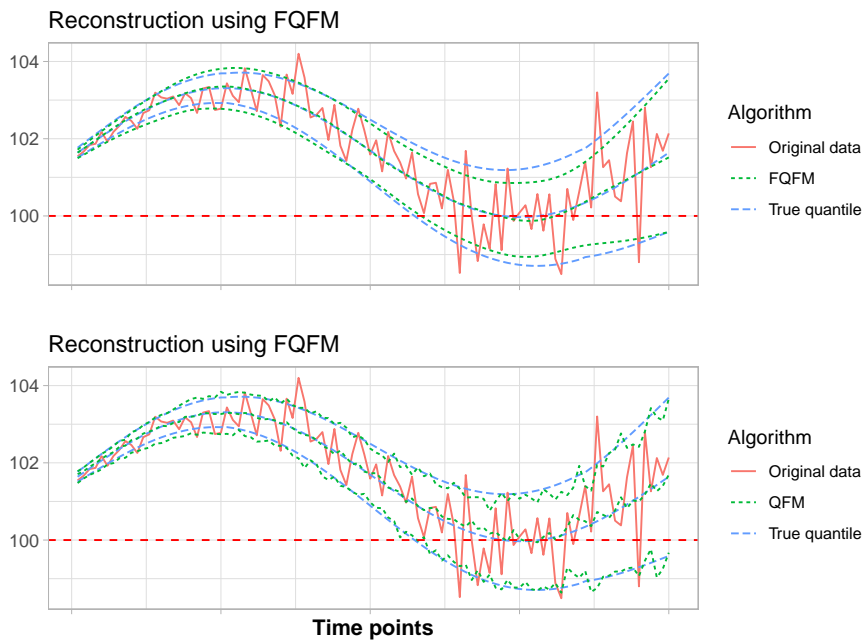 Reconstruction using FQFM
104
102
100
Algorithm
Original data
FQFM
True quantile
Reconstruction using FQFM
104
102
100
Algorithm
Original data
QFM
True quantile
Time points